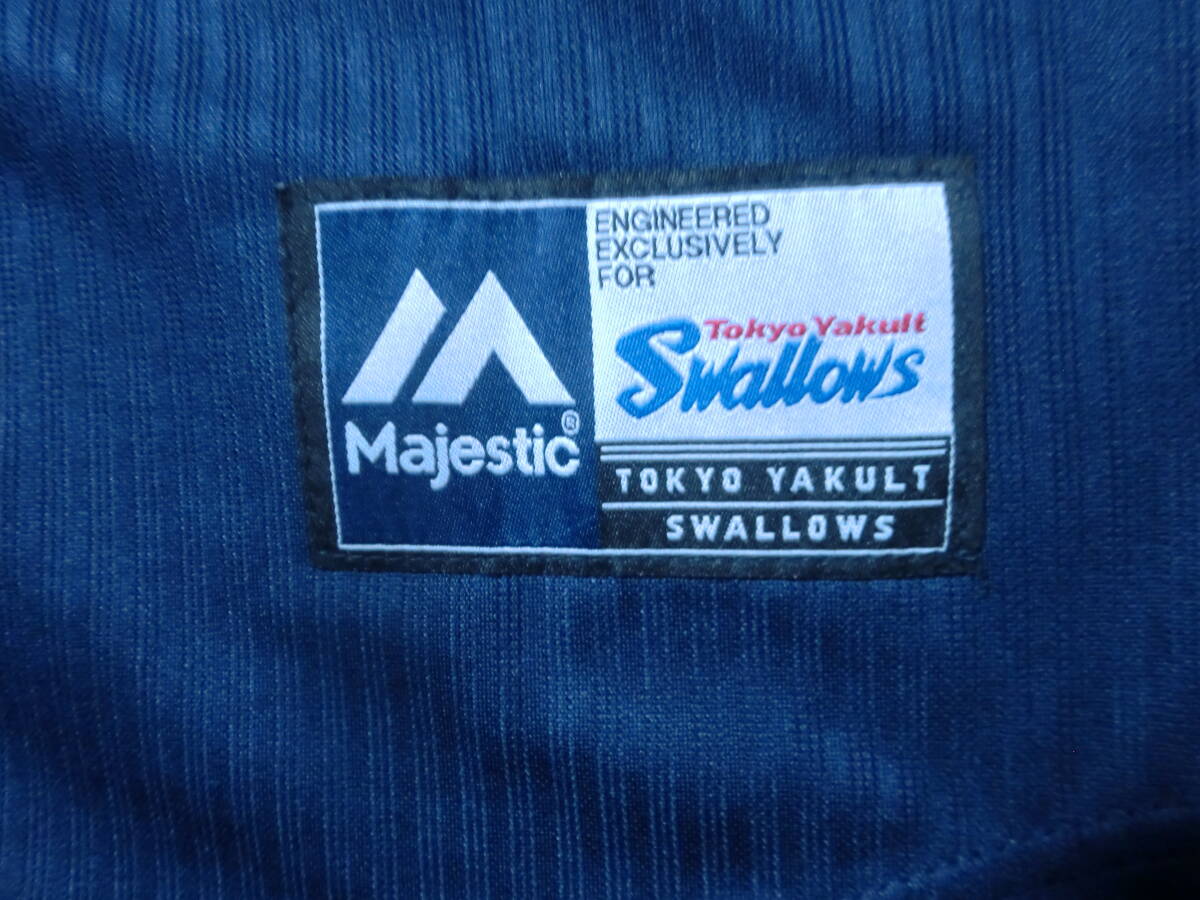 Majestic®
ENGINEERED
EXCLUSIVELY
FOR
Tokyo Yakult
Swallows
TOKYO YAKULT
SWALLOWS